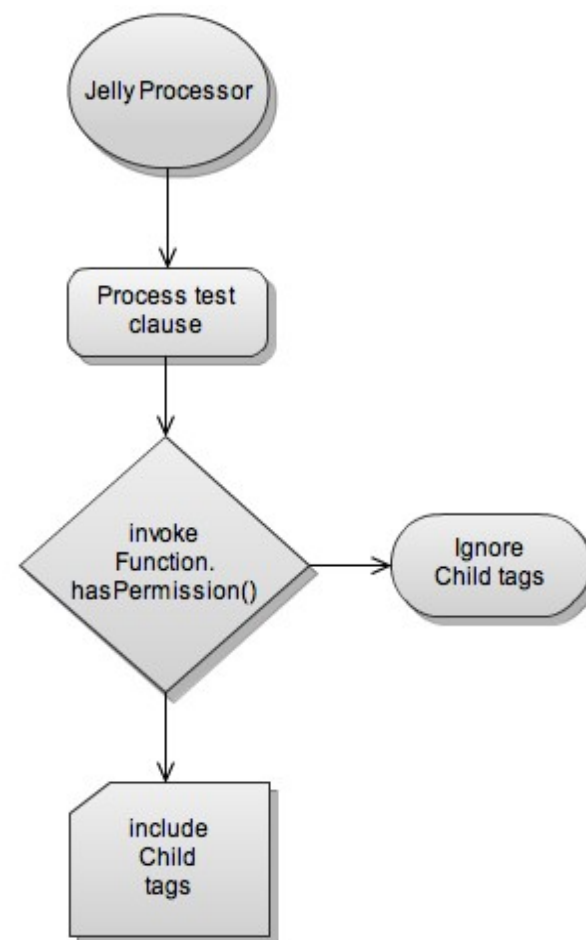 Jelly Processor
Process test
clause
invoke
Function.
hasPermission()
Ignore
Child tags
include
Child
tags